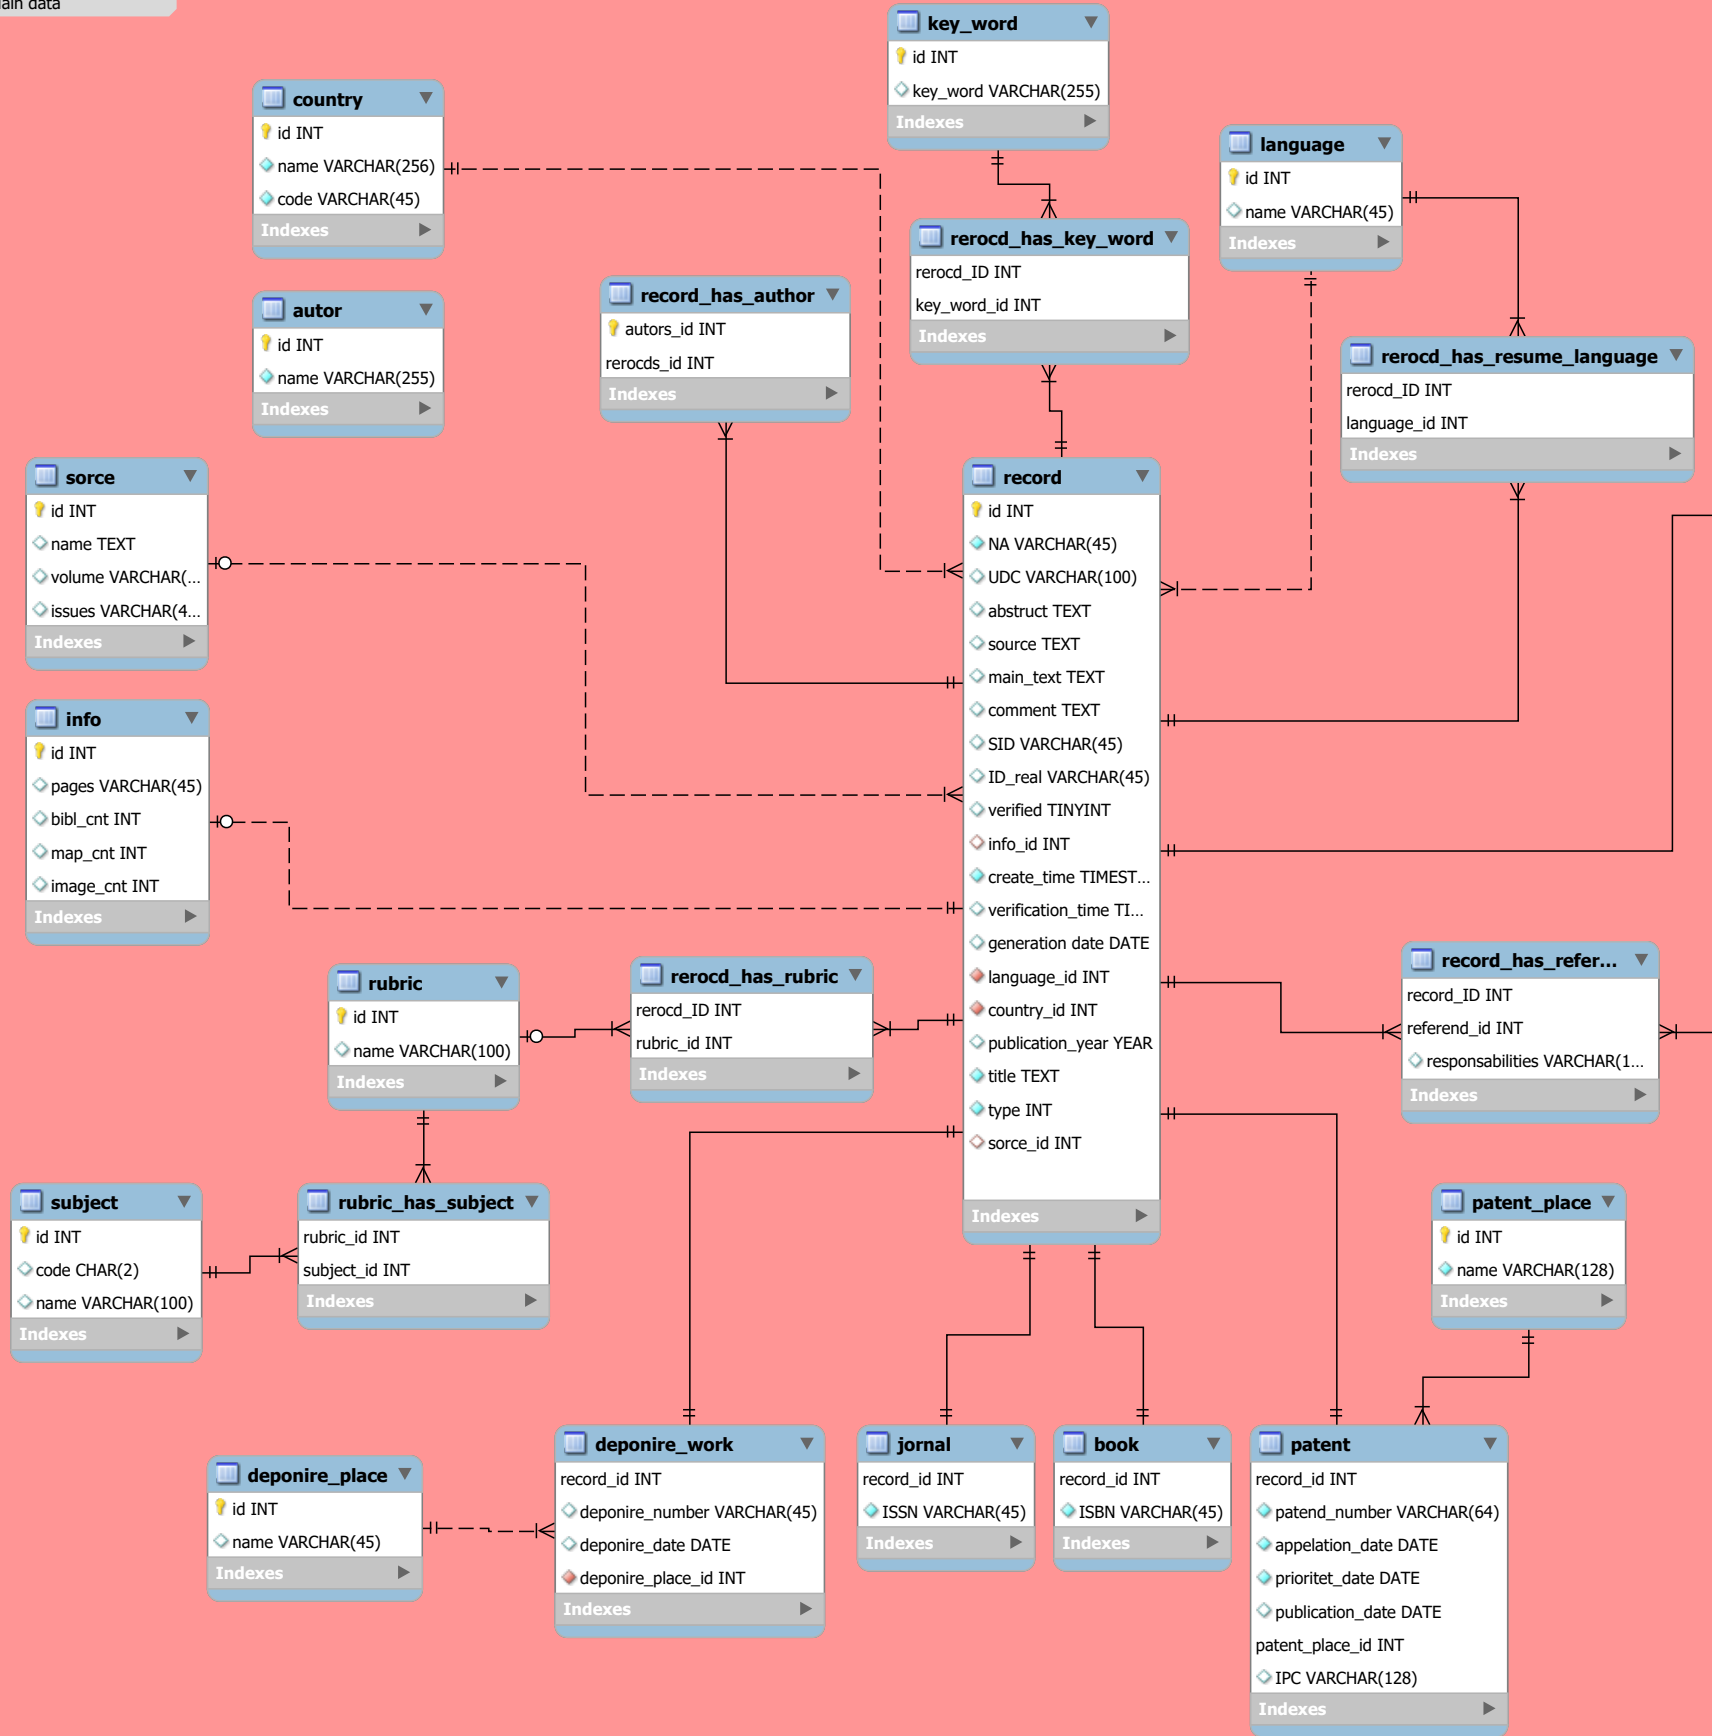 ain data
key_word
id INT
key_word VARCHAR(255)
Indexes
country
id INT
name VARCHAR(256)
code VARCHAR(45)
Indexes
language
id INT
name VARCHAR(45)
Indexes
rerocd_has_key_word
rerocd_ID INT
key_word_id INT
Indexes
record_has_author
autors_id INT
rerocds_id INT
Indexes
autor
id INT
name VARCHAR(255)
Indexes
rerocd_has_resume_language
rerocd_ID INT
language_id INT
Indexes
sorce
id INT
name TEXT
volume VARCHAR(...
issues VARCHAR(4...
Indexes
record
id INT
NA VARCHAR(45)
UDC VARCHAR(100)
abstruct TEXT
source TEXT
main_text TEXT
comment TEXT
SID VARCHAR(45)
ID_real VARCHAR(45)
verified TINYINT
info_id INT
create_time TIMEST...
verification_time TI...
generation date DATE
language_id INT
country_id INT
publication_year YEAR
title TEXT
type INT
sorce_id INT
Indexes
info
id INT
pages VARCHAR(45)
bibl_cnt INT
map_cnt INT
image_cnt INT
Indexes
rubric
id INT
name VARCHAR(100)
Indexes
rerocd_has_rubric
rerocd_ID INT
rubric_id INT
Indexes
record_has_refer...
record_ID INT
referend_id INT
responsabilities VARCHAR(1...
Indexes
subject
id INT
code CHAR(2)
name VARCHAR(100)
Indexes
rubric_has_subject
rubric_id INT
subject_id INT
Indexes
patent_place
id INT
name VARCHAR(128)
Indexes
deponire_place
id INT
name VARCHAR(45)
Indexes
deponire_work
record_id INT
deponire_number VARCHAR(45)
deponire_date DATE
deponire_place_id INT
Indexes
jornal
record_id INT
ISSN VARCHAR(45)
Indexes
book
record_id INT
ISBN VARCHAR(45)
Indexes
patent
record_id INT
patend_number VARCHAR(64)
appelation_date DATE
prioritet_date DATE
publication_date DATE
patent_place_id INT
IPC VARCHAR(128)
Indexes